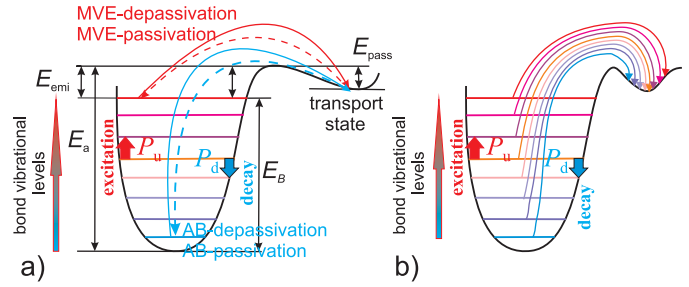 MVE-depassivation
MVE-passivation
E_pass
E_emi
E_a
transport
state
bond vibrational
levels
excitation
P_u
P_d
decay
E_B
AB-depassivation
AB-passivation
a)
bond vibrational
levels
excitation
P_u
P_d
decay
b)